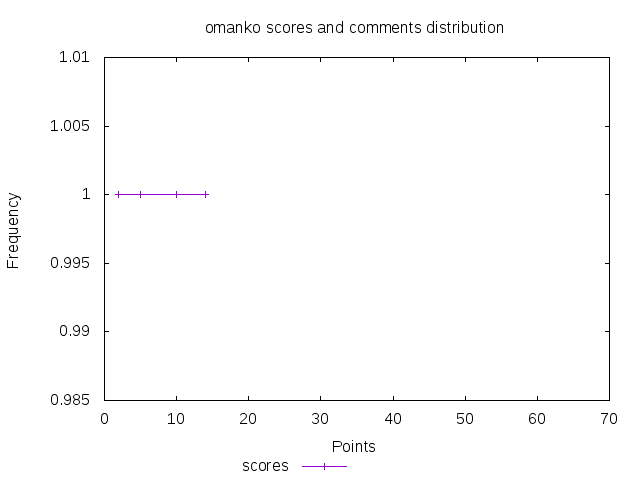 omanko scores and comments distribution
1.01
1.005
1
0.995
0.99
0.985
Frequency
0 10 20 30 40 50 60 70
Points
scores